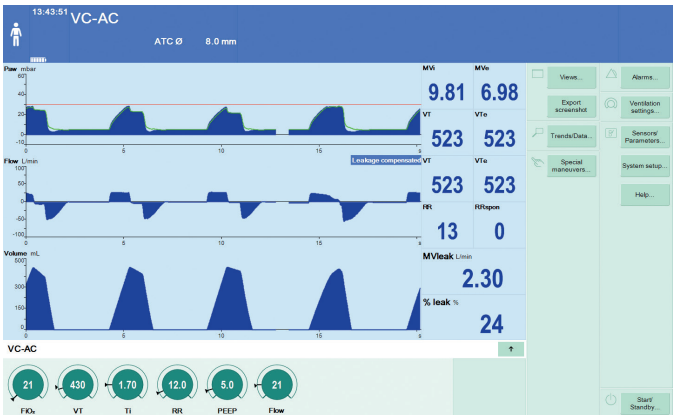 13:43:51 VC-AC
ATC Ø 8.0 mm
Paw mbar
60
40
20
0
-10
0 5 10 15 s
Flow L/min
Leakage compensated
100
50
0
-50
-100
0 5 10 15 s
Volume mL
500
300
150
0
0 5 10 15 s
MVi MVe
9.81 6.98
VT VTe
523 523
VT VTe
523 523
RR RRspon
13 0
MVleak L/min
2.30
% leak %
24
Views... Alarms...
Export screenshot
Ventilation settings...
Trends/Data...
Sensors/ Parameters...
Special maneuvers...
System setup...
Help...
Start/ Standby...
VC-AC
21 430 1.70 12.0 5.0 21
FiO₂ VT Ti RR PEEP Flow